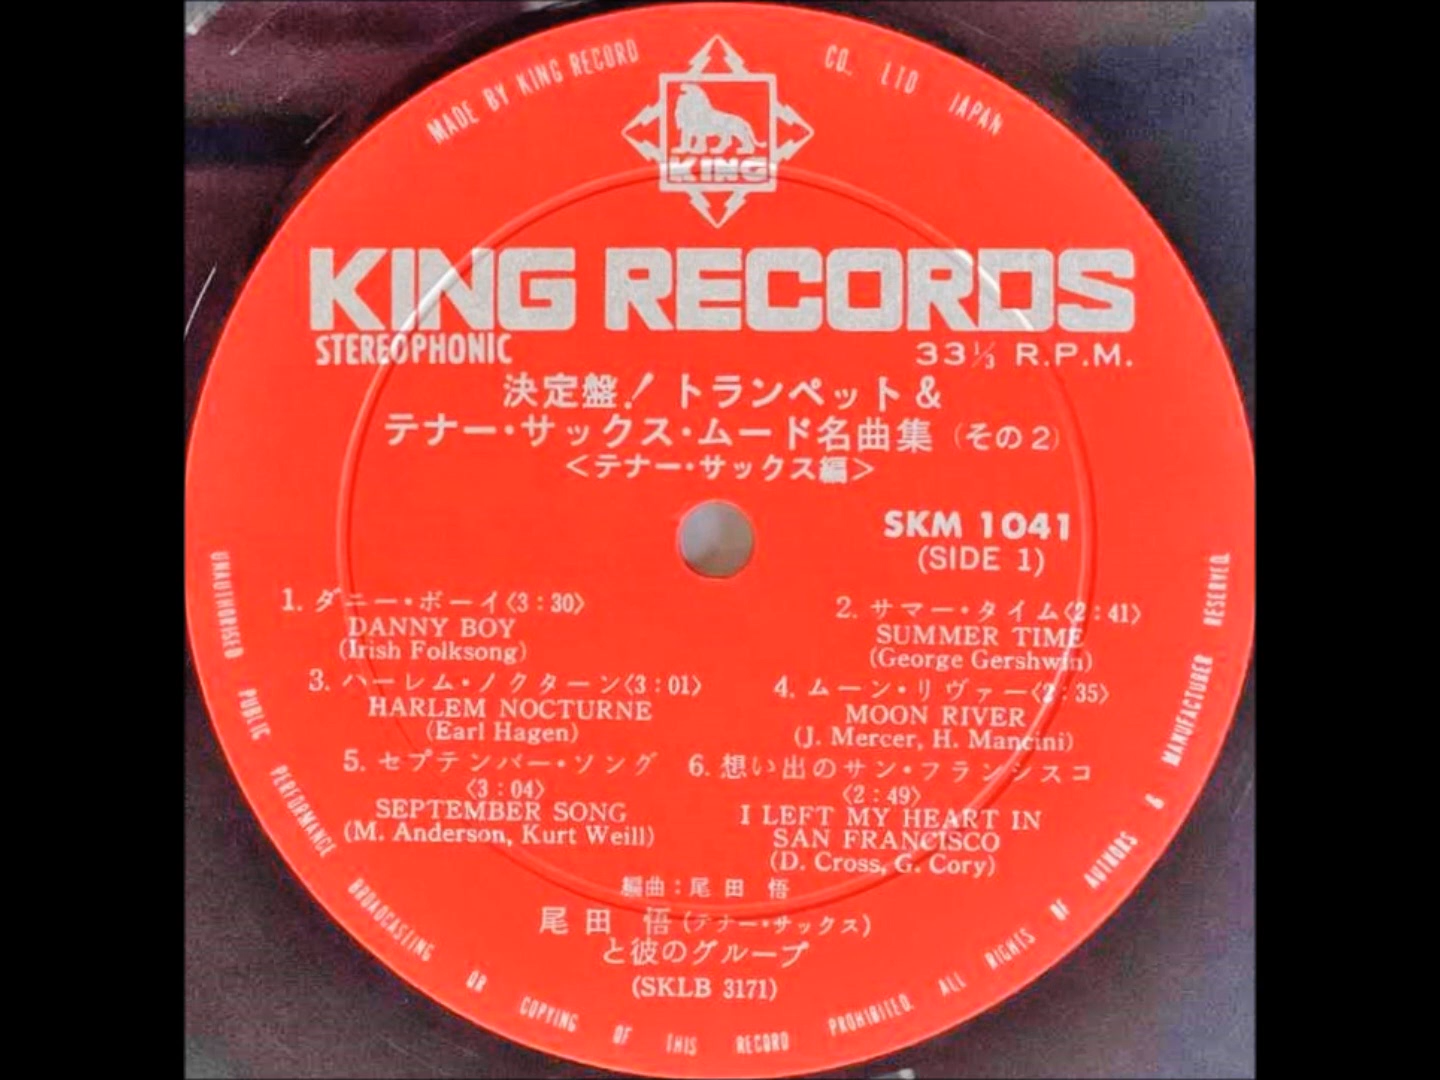 MADE BY KING RECORD CO. LTD JAPAN
KING
KING RECORDS
STEREOPHONIC
33⅓ R.P.M.
決定盤！トランペット&
テナー・サックス・ムード名曲集（その2）
＜テナー・サックス編＞
SKM 1041
(SIDE 1)
1. ダニー・ボーイ〈3：30〉
DANNY BOY
(Irish Folksong)
2. サマー・タイム〈2：41〉
SUMMER TIME
(George Gershwin)
3. ハーレム・ノクターン〈3：01〉
HARLEM NOCTURNE
(Earl Hagen)
4. ムーン・リヴァー〈2：35〉
MOON RIVER
(J. Mercer, H. Mancini)
5. セプテンバー・ソング
〈3：04〉
SEPTEMBER SONG
(M. Anderson, Kurt Weill)
6. 想い出のサン・フランシスコ
〈2：49〉
I LEFT MY HEART IN
SAN FRANCISCO
(D. Cross, G. Cory)
編曲：尾田 悟
尾田 悟（テナー・サックス）
と彼のグループ
(SKLB 3171)
UNAUTHORISED PUBLIC PERFORMANCE BROADCASTING OR COPYING OF THIS RECORD PROHIBITED. ALL RIGHTS OF AUTHORS & MANUFACTURER RESERVED.